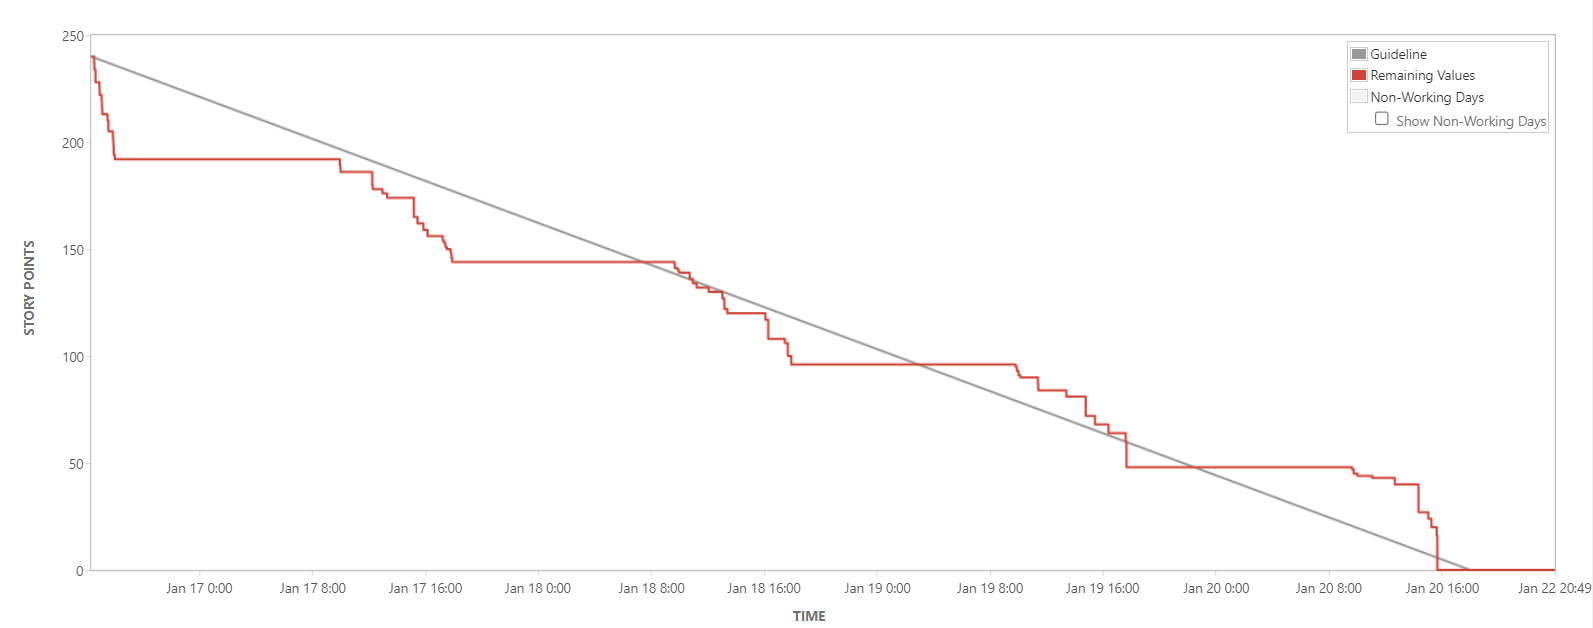 250
200
150
100
50
0
STORY POINTS
Guideline
Remaining Values
Non-Working Days
Show Non-Working Days
Jan 17 0:00 Jan 17 8:00 Jan 17 16:00 Jan 18 0:00 Jan 18 8:00 Jan 18 16:00 Jan 19 0:00 Jan 19 8:00 Jan 19 16:00 Jan 20 0:00 Jan 20 8:00 Jan 20 16:00 Jan 22 20:49
TIME